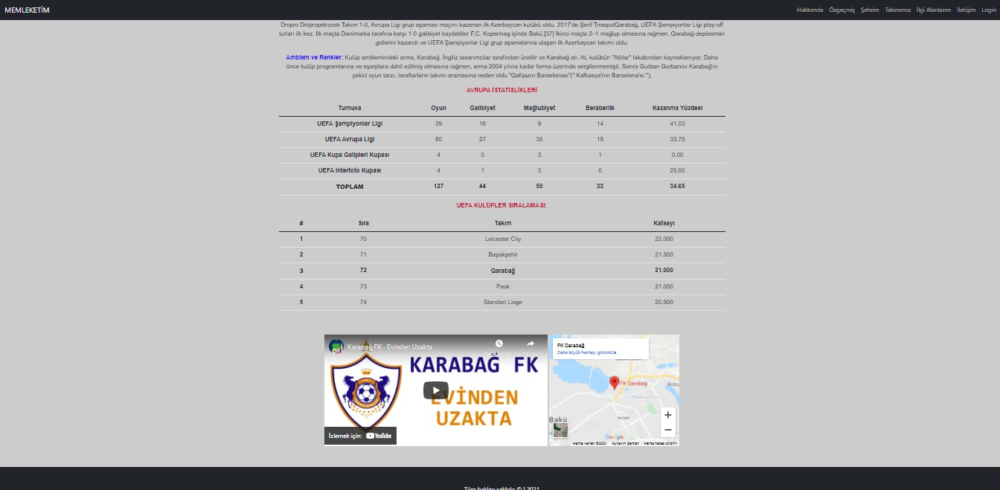 MEMLEKETİM
Hakkımda Özgeçmiş Şehrim Takımımız İlgi Alanlarım İletişim Login
Dnipro Dnipropetrovsk Takım 1-0, Avrupa Ligi grup aşaması maçını kazanan ilk Azerbaycan kulübü oldu. 2017'de Şerif TiraspolQarabağ, UEFA Şampiyonlar Ligi play-off
turları ilk kez. İlk maçta Danimarka tarafına karşı 1-0 galibiyet kaydettiler F.C. Kopenhag içinde Bakü.[37] İkinci maçta 2–1 mağlup olmasına rağmen, Qarabağ deplasman
gollerini kazandı ve UEFA Şampiyonlar Ligi grup aşamalarına ulaşan ilk Azerbaycan takımı oldu.
Amblem ve Renkler: Kulüp amblemindeki arma, Karabağ. İngiliz tasarımcılar tarafından üretilir ve Karabağ atı. At, kulübün "Atlılar" lakabından kaynaklanıyor; Daha
önce kulüp programlarına ve eşarplara dahil edilmiş olmasına rağmen, arma 2004 yılına kadar forma üzerinde sergilenmemişti. Sonra Gurban Gurbanov Karabağ'ın
çekici oyun tarzı, taraftarların takımı aramasına neden oldu "Qafqazın Barselonası"(" Kafkasya'nın Barselona'sı "),
AVRUPA İSTATİSLİKLERİ
Turnuva Oyun Galibiyet Mağlubiyet Beraberlik Kazanma Yüzdesi
UEFA Şampiyonlar Ligi 39 16 9 14 41.03
UEFA Avrupa Ligi 80 27 35 18 33.75
UEFA Kupa Galipleri Kupası 4 0 3 1 0.00
UEFA Intertoto Kupası 4 1 3 0 25.00
TOPLAM 127 44 50 33 34.65
UEFA KULÜPLER SIRALAMASI:
# Sıra Takım Katsayı
1 70 Leicester City 22.000
2 71 Başakşehir 21.500
3 72 Qarabağ 21.000
4 73 Paok 21.000
5 74 Standart Liege 20.500
Karabağ FK - Evinden Uzakta
KARABAĞ FK
EVİNDEN
UZAKTA
İzlemek için: YouTube
FK Qarabağ
Daha büyük haritayı görüntüle
FK Qarabağ
Bakü
Google
Harita verileri ©2021 Kullanım Şartları Harita hatası bildirin
Tüm hakları saklıdır © | 2021